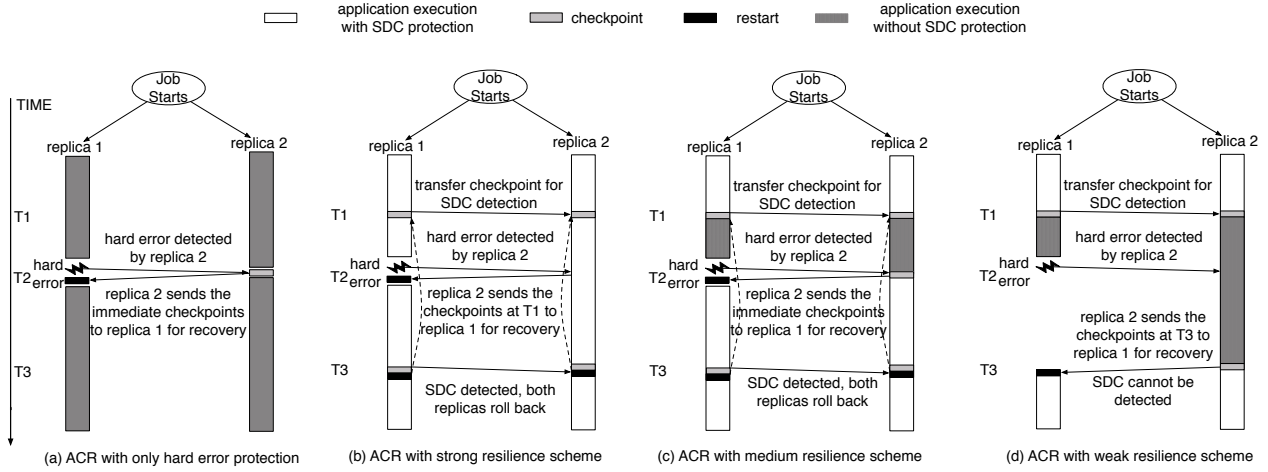 application execution
with SDC protection
checkpoint
restart
application execution
without SDC protection
TIME
Job
Starts
replica 1
replica 2
T1
hard error detected
by replica 2
hard
error
T2
replica 2 sends the
immediate checkpoints
to replica 1 for recovery
T3
(a) ACR with only hard error protection
Job
Starts
replica 1
replica 2
transfer checkpoint for
SDC detection
T1
hard error detected
by replica 2
hard
error
T2
replica 2 sends the
checkpoints at T1 to
replica 1 for recovery
T3
SDC detected, both
replicas roll back
(b) ACR with strong resilience scheme
Job
Starts
replica 1
replica 2
transfer checkpoint for
SDC detection
T1
hard error detected
by replica 2
hard
error
T2
replica 2 sends the
immediate checkpoints
to replica 1 for recovery
T3
SDC detected, both
replicas roll back
(c) ACR with medium resilience scheme
Job
Starts
replica 1
replica 2
transfer checkpoint for
SDC detection
T1
hard error detected
by replica 2
hard
error
T2
replica 2 sends the
checkpoints at T3 to
replica 1 for recovery
T3
SDC cannot be
detected
(d) ACR with weak resilience scheme